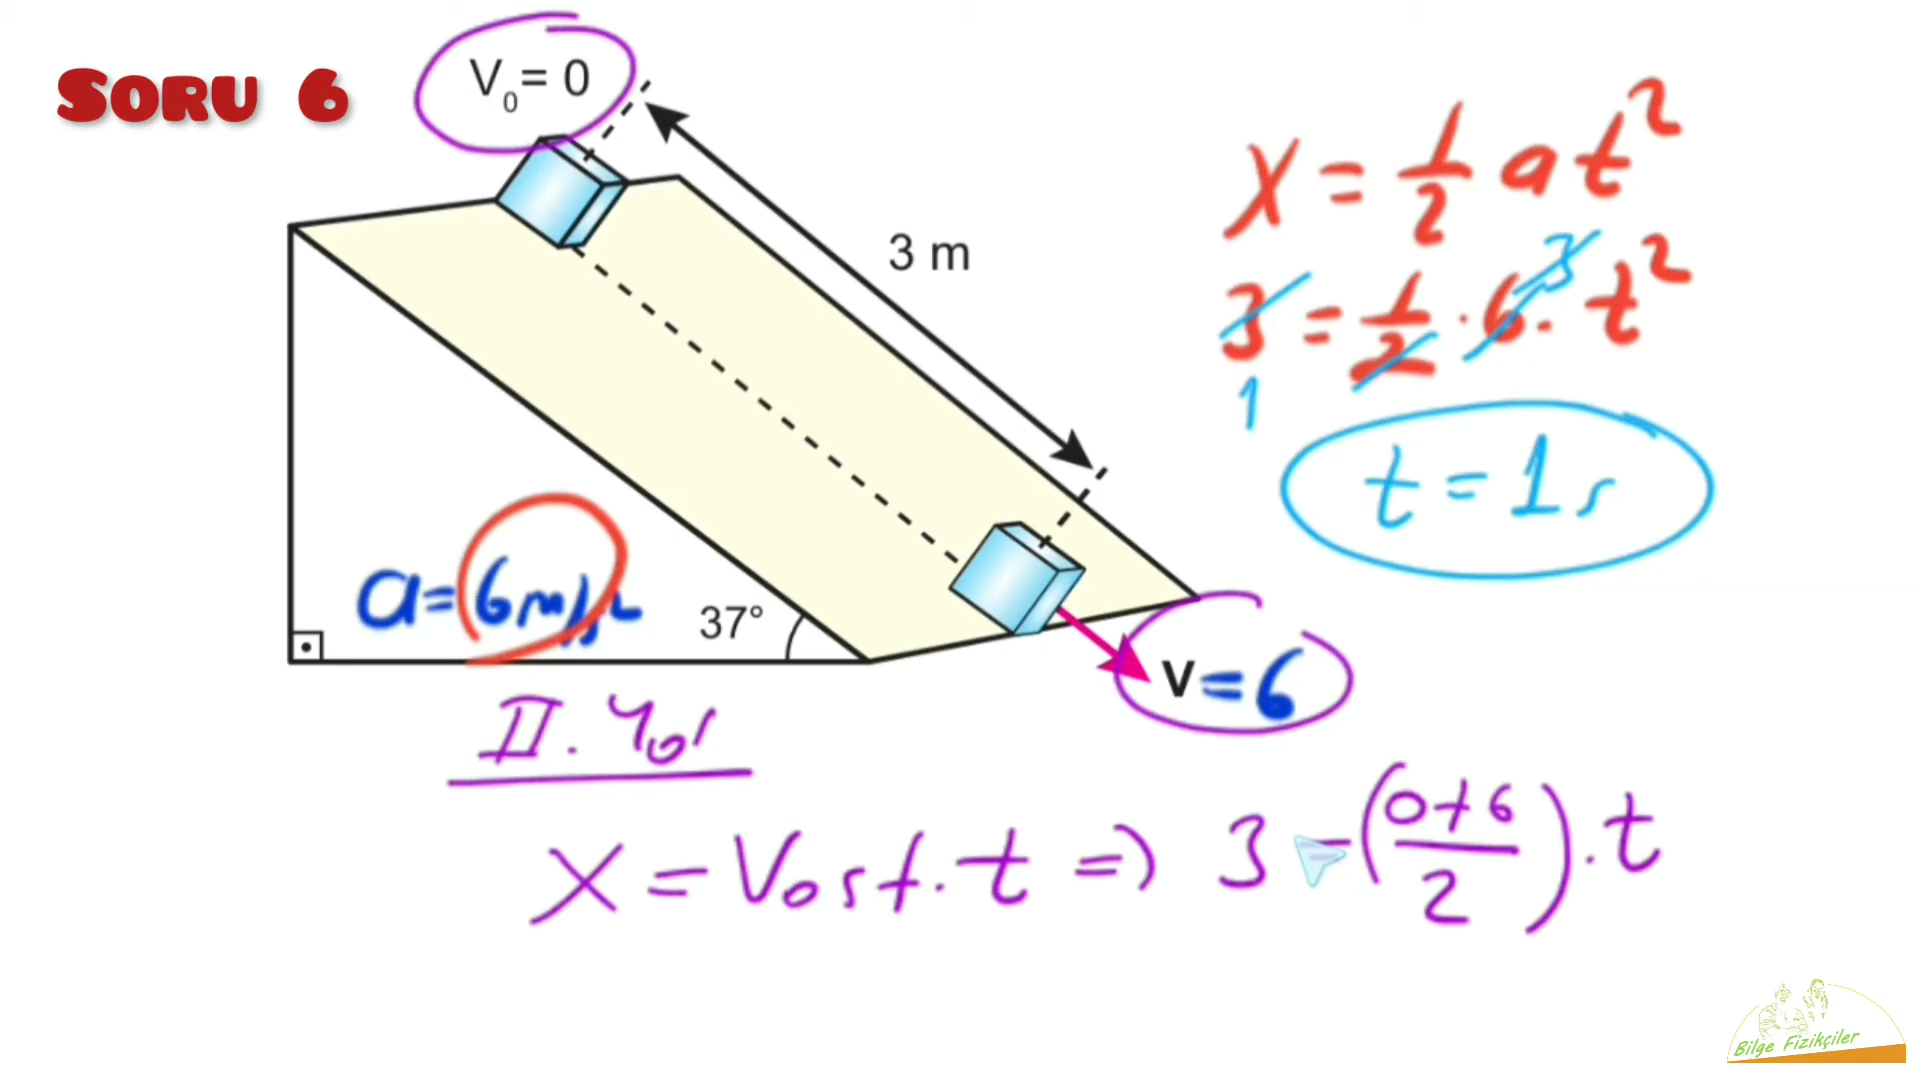 SORU 6
V₀ = 0
3 m
X = 1/2 a t²
3 = 1/2 · 6 · t²
3
1
t = 1 s
a = 6 m/s²
37°
V = 6
II. Yol
X = Vort · t ⇒ 3 = (0+6/2) · t
Bilge Fizikçiler